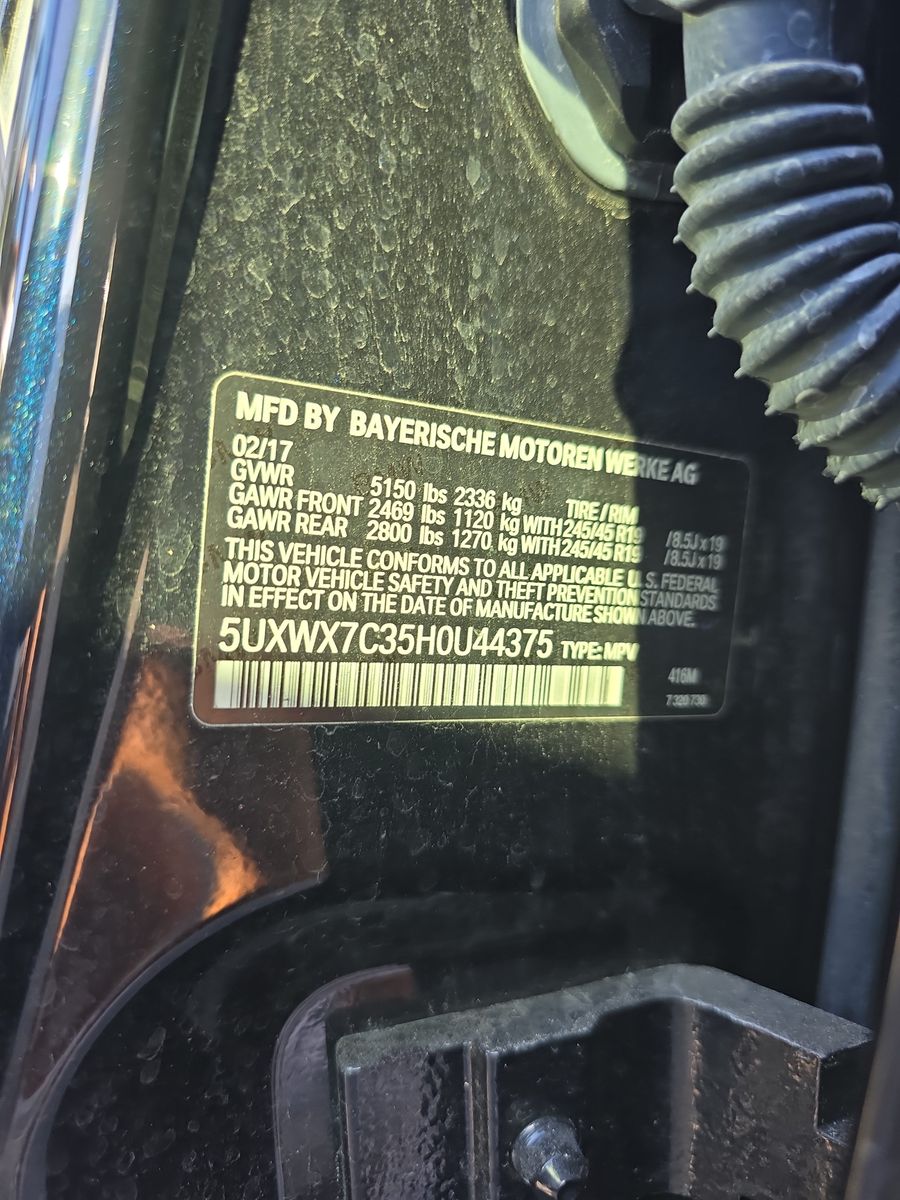 MFD BY BAYERISCHE MOTOREN WERKE AG
02/17
GVWR 5150 lbs 2336 kg TIRE / RIM
GAWR FRONT 2469 lbs 1120 kg WITH 245/45 R19 / 8.5J x 19
GAWR REAR 2800 lbs 1270 kg WITH 245/45 R19 / 8.5J x 19
THIS VEHICLE CONFORMS TO ALL APPLICABLE U.S. FEDERAL
MOTOR VEHICLE SAFETY AND THEFT PREVENTION STANDARDS
IN EFFECT ON THE DATE OF MANUFACTURE SHOWN ABOVE.
5UXWX7C35H0U44375 TYPE: MPV
416M
7 320 730